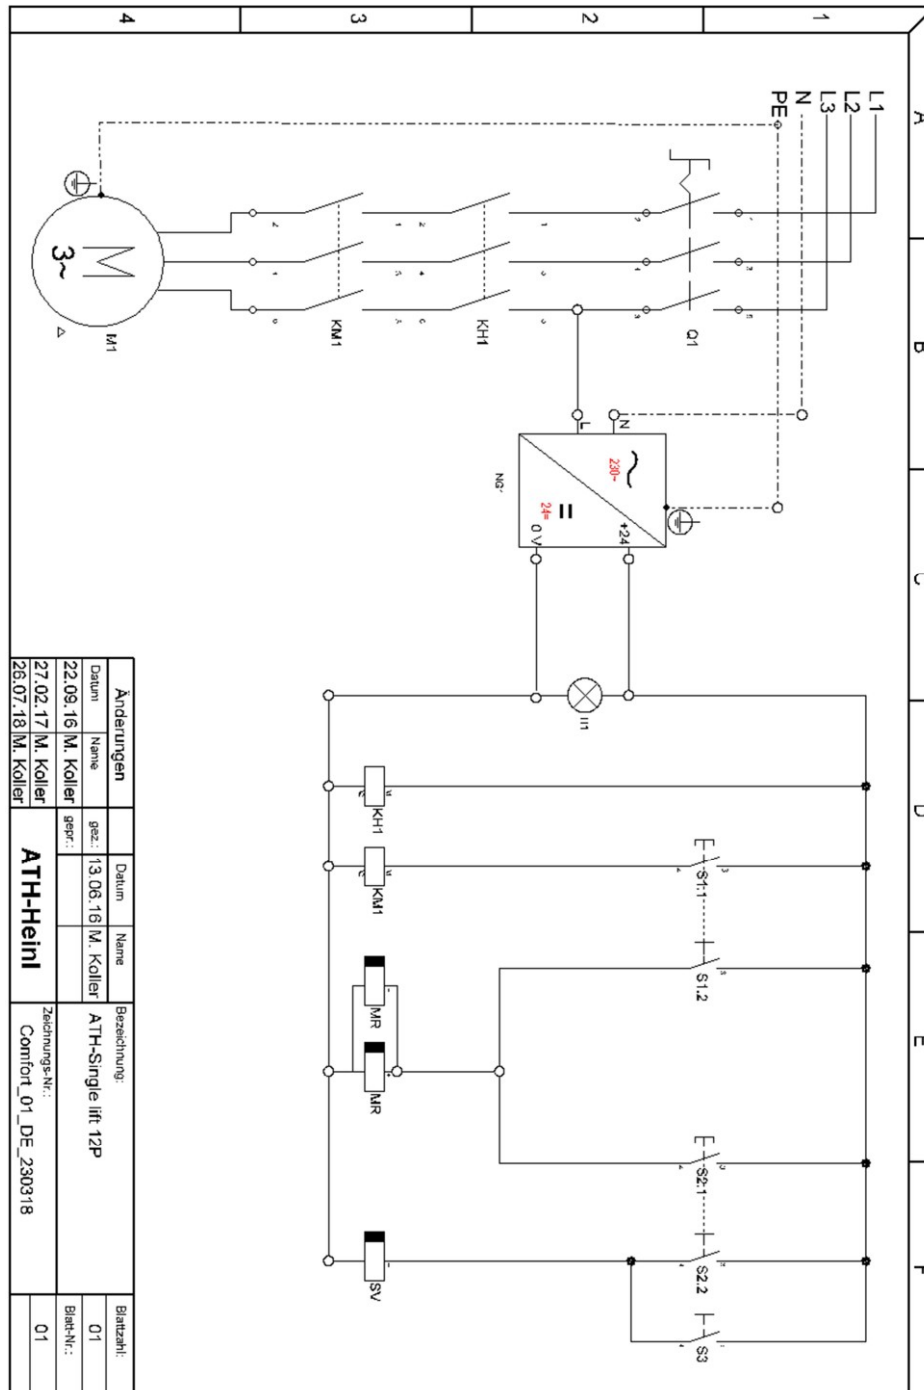 1
2
3
4
A
B
C
D
E
F
L1
L2
L3
N
PE
Q1
KH1
KM1
M
3~
M1
Δ
L
N
230~
24=
+24
0 V
KH1
KM1
MR
MR
SV
S1.1
S1.2
S2.1
S2.2
S3
Änderungen
Datum Name
22.09.16 M. Koller
27.02.17 M. Koller
26.07.18 M. Koller
Datum Name
gez.: 13.06.16 M. Koller
gepr.:
ATH-Heinl
Bezeichnung:
ATH-Single lift 12P
Zeichnungs-Nr.:
Comfort_01_DE_230318
Blattzahl:
01
Blatt-Nr.:
01